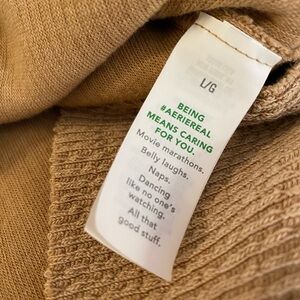 L/G
BEING
#AERIEREAL
MEANS CARING
FOR YOU.
Movie marathons.
Belly laughs.
Naps.
Dancing
like no one's
watching.
All that
good stuff.